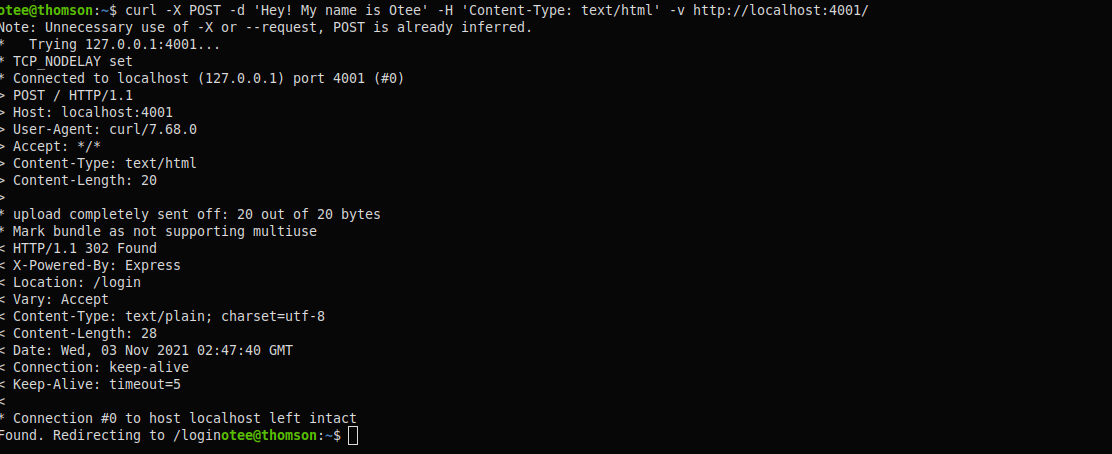 otee@thomson:~$ curl -X POST -d 'Hey! My name is Otee' -H 'Content-Type: text/html' -v http://localhost:4001/
Note: Unnecessary use of -X or --request, POST is already inferred.
*   Trying 127.0.0.1:4001...
* TCP_NODELAY set
* Connected to localhost (127.0.0.1) port 4001 (#0)
> POST / HTTP/1.1
> Host: localhost:4001
> User-Agent: curl/7.68.0
> Accept: */*
> Content-Type: text/html
> Content-Length: 20
>
* upload completely sent off: 20 out of 20 bytes
* Mark bundle as not supporting multiuse
< HTTP/1.1 302 Found
< X-Powered-By: Express
< Location: /login
< Vary: Accept
< Content-Type: text/plain; charset=utf-8
< Content-Length: 28
< Date: Wed, 03 Nov 2021 02:47:40 GMT
< Connection: keep-alive
< Keep-Alive: timeout=5
<
* Connection #0 to host localhost left intact
Found. Redirecting to /loginotee@thomson:~$